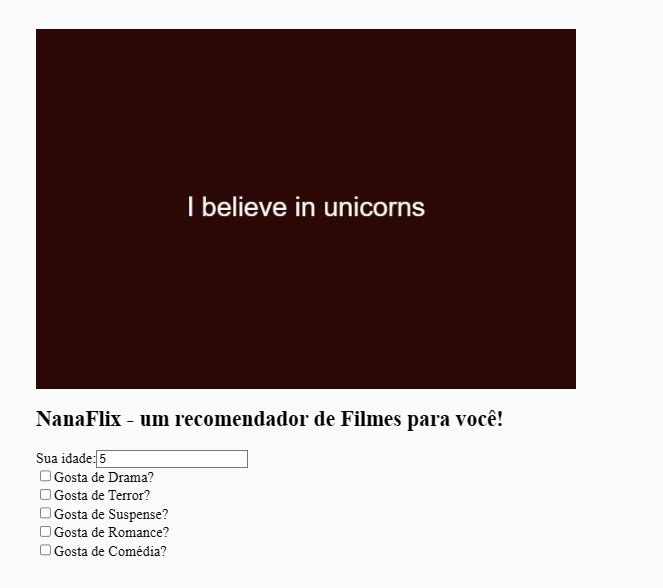 I believe in unicorns
NanaFlix - um recomendador de Filmes para você!
Sua idade:5
Gosta de Drama?
Gosta de Terror?
Gosta de Suspense?
Gosta de Romance?
Gosta de Comédia?